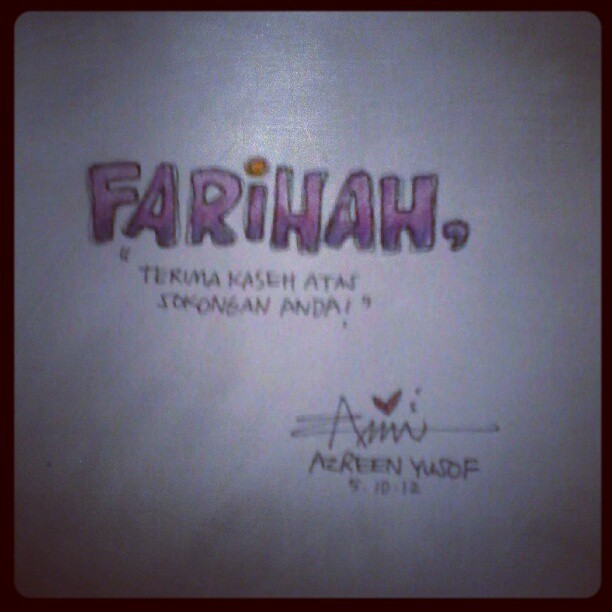 FARiHAH,
"TERIMA KASEH ATAS
SOKONGAN ANDA!"
AZREEN YUSOF
5.10.12